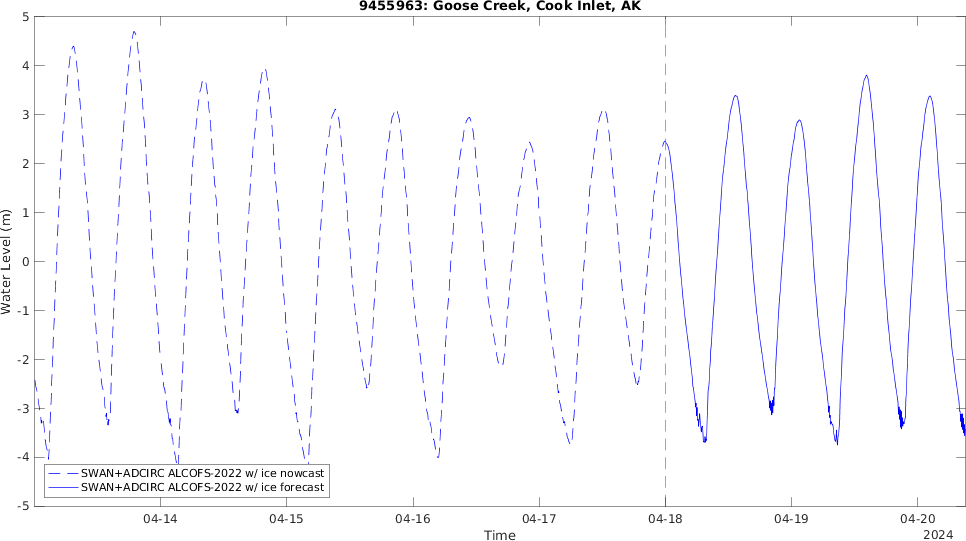 9455963: Goose Creek, Cook Inlet, AK
5
4
3
2
1
0
-1
-2
-3
-4
-5
Water Level (m)
SWAN+ADCIRC ALCOFS-2022 w/ ice nowcast
SWAN+ADCIRC ALCOFS-2022 w/ ice forecast
04-14 04-15 04-16 04-17 04-18 04-19 04-20
Time
2024